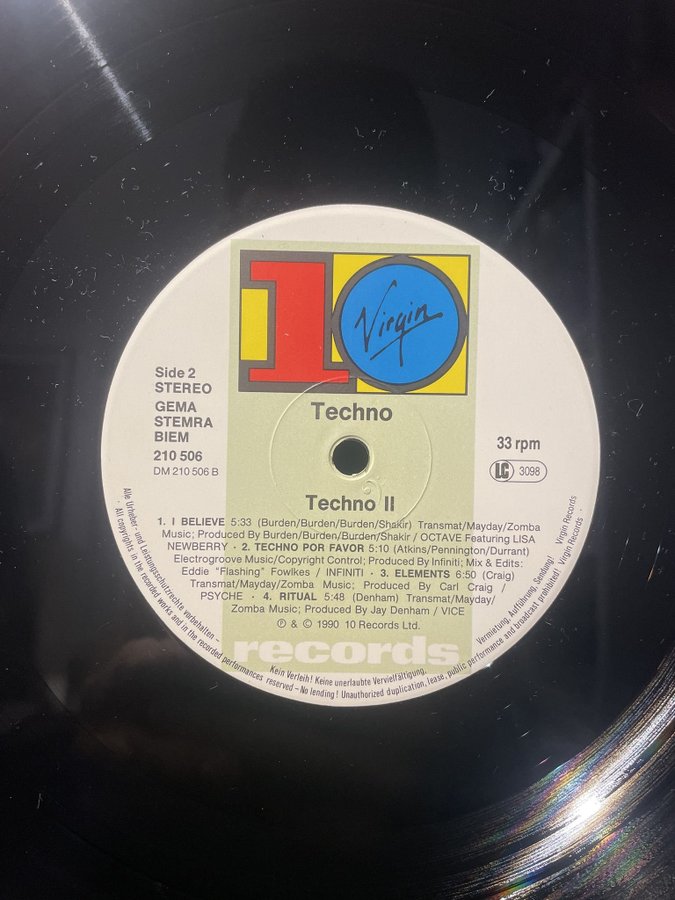 10
Virgin
Side 2
STEREO
GEMA
STEMRA
BIEM
210 506
DM 210 506 B
Techno
33 rpm
LC 3098
Techno II
1. I BELIEVE 5:33 (Burden/Burden/Burden/Shakir) Transmat/Mayday/Zomba
Music; Produced By Burden/Burden/Burden/Shakir / OCTAVE Featuring LISA
NEWBERRY · 2. TECHNO POR FAVOR 5:10 (Atkins/Pennington/Durrant)
Electrogroove Music/Copyright Control; Produced By Infiniti; Mix & Edits:
Eddie "Flashing" Fowlkes / INFINITI · 3. ELEMENTS 6:50 (Craig)
Transmat/Mayday/Zomba Music; Produced By Carl Craig /
PSYCHE · 4. RITUAL 5:48 (Denham) Transmat/Mayday/
Zomba Music; Produced By Jay Denham / VICE
℗ & © 1990 10 Records Ltd.
records
Alle Urheber- und Leistungsschutzrechte vorbehalten – Kein Verleih! Keine unerlaubte Vervielfältigung, Vermietung, Aufführung, Sendung! Virgin Records
· All copyrights in the recorded works and in the recorded performances reserved – No lending! Unauthorized duplication, lease, public performance and broadcast prohibited! Virgin Records ·